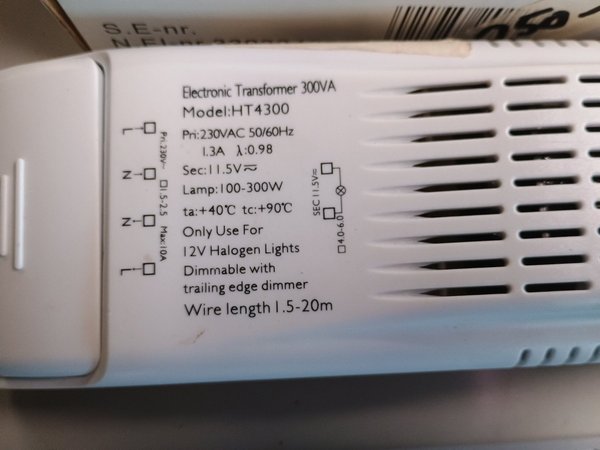 S.E-nr.
Electronic Transformer 300VA
Model:HT4300
Pri:230VAC 50/60Hz
1.3A λ:0.98
Sec:11.5V≂
Lamp:100-300W
ta:+40℃ tc:+90℃
Only Use For
12V Halogen Lights
Dimmable with
trailing edge dimmer
Wire length 1.5-20m
L
N
N
L
Pri.230V~
1.5-2.5
Max:10A
SEC 11.5V≂
4.0-6.0